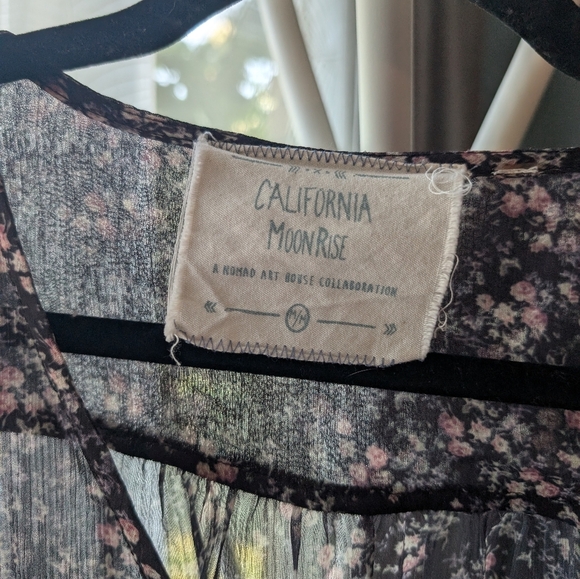 CALIFORNIA
MOONRISE
A NOMAD ART HOUSE COLLABORATION
M/M